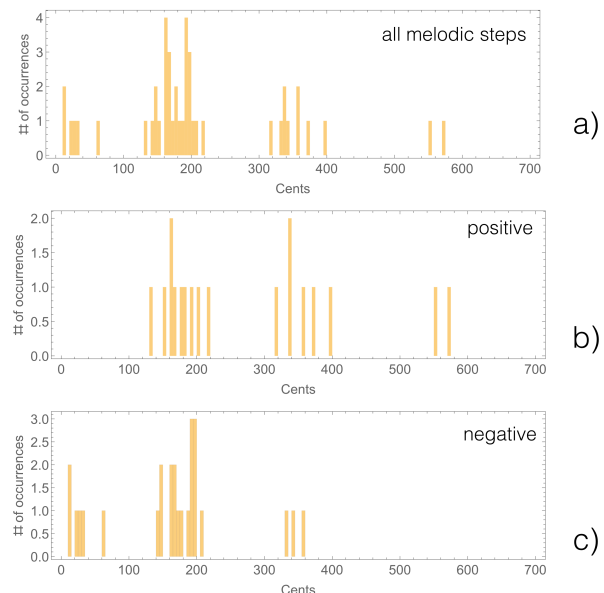 all melodic steps
# of occurrences
4
3
2
1
0
0 100 200 300 400 500 600 700
Cents
a)
positive
# of occurrences
2.0
1.5
1.0
0.5
0.0
0 100 200 300 400 500 600 700
Cents
b)
negative
# of occurrences
3.0
2.5
2.0
1.5
1.0
0.5
0.0
0 100 200 300 400 500 600 700
Cents
c)